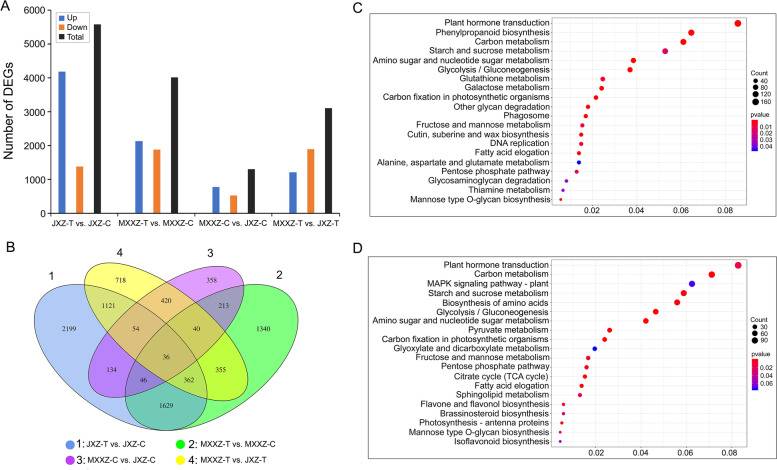 A
6000
5000
4000
3000
2000
1000
0
Number of DEGs
Up
Down
Total
JXZ-T vs. JXZ-C
MXXZ-T vs. MXXZ-C
MXXZ-C vs. JXZ-C
MXXZ-T vs. JXZ-T
B
1
4
3
2
718
358
1121
420
213
2199
54
40
1340
36
134
46
362
355
1629
1: JXZ-T vs. JXZ-C
2: MXXZ-T vs. MXXZ-C
3: MXXZ-C vs. JXZ-C
4: MXXZ-T vs. JXZ-T
C
Plant hormone transduction
Phenylpropanoid biosynthesis
Carbon metabolism
Starch and sucrose metabolism
Amino sugar and nucleotide sugar metabolism
Glycolysis / Gluconeogenesis
Glutathione metabolism
Galactose metabolism
Carbon fixation in photosynthetic organisms
Other glycan degradation
Phagosome
Fructose and mannose metabolism
Cutin, suberine and wax biosynthesis
DNA replication
Fatty acid elogation
Alanine, aspartate and glutamate metabolism
Pentose phosphate pathway
Glycosaminoglycan degradation
Thiamine metabolism
Mannose type O-glycan biosynthesis
0.02 0.04 0.06 0.08
Count
40
80
120
160
pvalue
0.01
0.02
0.03
0.04
D
Plant hormone transduction
Carbon metabolism
MAPK signaling pathway - plant
Starch and sucrose metabolism
Biosynthesis of amino acids
Glycolysis / Gluconeogenesis
Amino sugar and nucleotide sugar metabolism
Pyruvate metabolism
Carbon fixation in photosynthetic organisms
Glyoxylate and dicarboxylate metabolism
Fructose and mannose metabolism
Pentose phosphate pathway
Citrate cycle (TCA cycle)
Fatty acid elogation
Sphingolipid metabolism
Flavone and flavonol biosynthesis
Brassinosteroid biosynthesis
Photosynthesis - antenna proteins
Mannose type O-glycan biosynthesis
Isoflavonoid biosynthesis
0.02 0.04 0.06 0.08
Count
30
60
90
pvalue
0.02
0.04
0.06